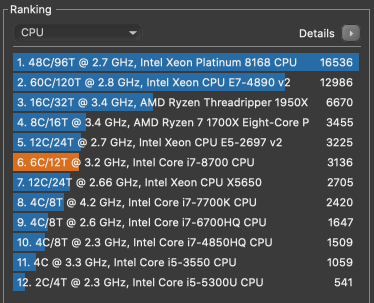 Ranking
CPU Details
1. 48C/96T @ 2.7 GHz, Intel Xeon Platinum 8168 CPU 16536
2. 60C/120T @ 2.8 GHz, Intel Xeon CPU E7-4890 v2 12986
3. 16C/32T @ 3.4 GHz, AMD Ryzen Threadripper 1950X 6670
4. 8C/16T @ 3.4 GHz, AMD Ryzen 7 1700X Eight-Core P 3455
5. 12C/24T @ 2.7 GHz, Intel Xeon CPU E5-2697 v2 3225
6. 6C/12T @ 3.2 GHz, Intel Core i7-8700 CPU 3136
7. 12C/24T @ 2.66 GHz, Intel Xeon CPU X5650 2705
8. 4C/8T @ 4.2 GHz, Intel Core i7-7700K CPU 2420
9. 4C/8T @ 2.6 GHz, Intel Core i7-6700HQ CPU 1647
10. 4C/8T @ 2.3 GHz, Intel Core i7-4850HQ CPU 1509
11. 4C @ 3.3 GHz, Intel Core i5-3550 CPU 1059
12. 2C/4T @ 2.3 GHz, Intel Core i5-5300U CPU 541